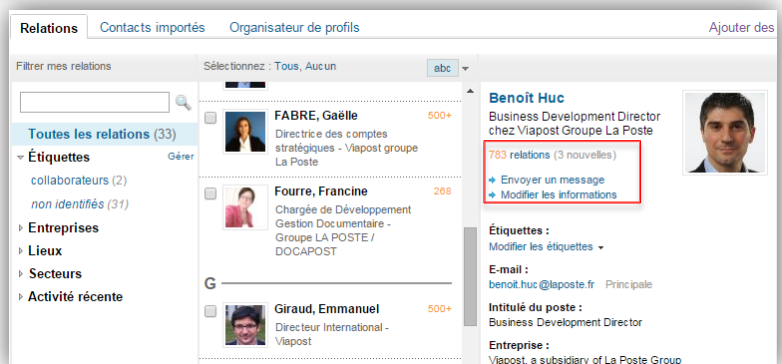 Relations Contacts importés Organisateur de profils Ajouter des
Filtrer mes relations
Toutes les relations (33)
Étiquettes Gérer
collaborateurs (2)
non identifiés (31)
Entreprises
Lieux
Secteurs
Activité récente
Sélectionnez : Tous, Aucun abc
FABRE, Gaëlle 500+
Directrice des comptes
stratégiques - Viapost groupe
La Poste
Fourre, Francine 268
Chargée de Développement
Gestion Documentaire -
Groupe LA POSTE /
DOCAPOST
G
Giraud, Emmanuel 500+
Directeur International -
Viapost
Benoît Huc
Business Development Director
chez Viapost Groupe La Poste
783 relations (3 nouvelles)
Envoyer un message
Modifier les informations
Étiquettes :
Modifier les étiquettes
E-mail :
benoit.huc@laposte.fr Principale
Intitulé du poste :
Business Development Director
Entreprise :
Viapost, a subsidiary of La Poste Group